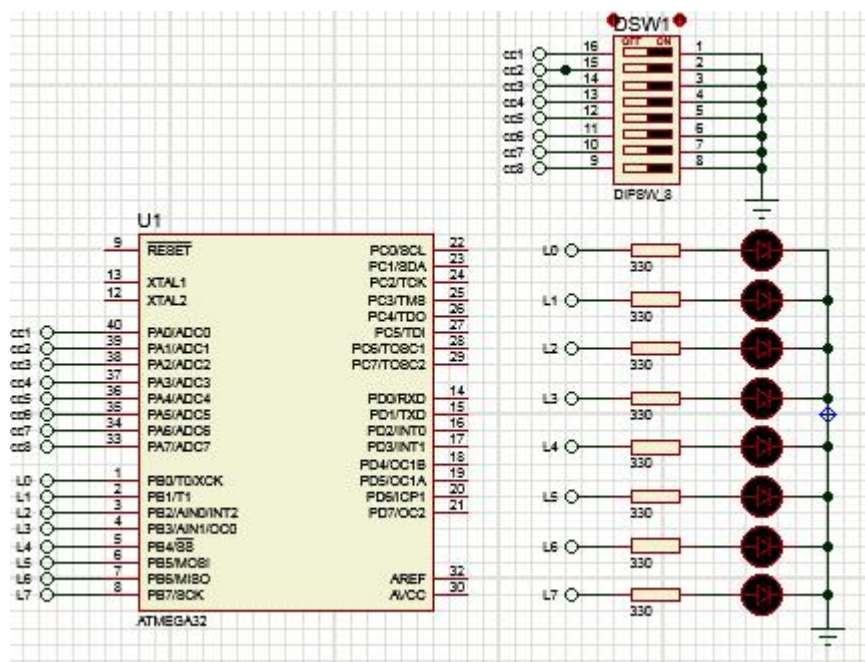 DSW1
OFF ON
cc1 16 1
cc2 15 2
cc3 14 3
cc4 13 4
cc5 12 5
cc6 11 6
cc7 10 7
cc8 9 8
DIPSW_8
U1
9 RESET PC0/SCL 22
PC1/SDA 23
13 XTAL1 PC2/TCK 24
12 XTAL2 PC3/TMS 25
PC4/TDO 26
cc1 40 PA0/ADC0 PC5/TDI 27
cc2 39 PA1/ADC1 PC6/TOSC1 28
cc3 38 PA2/ADC2 PC7/TOSC2 29
cc4 37 PA3/ADC3
cc5 36 PA4/ADC4 PD0/RXD 14
cc6 35 PA5/ADC5 PD1/TXD 15
cc7 34 PA6/ADC6 PD2/INT0 16
cc8 33 PA7/ADC7 PD3/INT1 17
PD4/OC1B 18
L0 1 PB0/T0/XCK PD5/OC1A 19
L1 2 PB1/T1 PD6/ICP1 20
L2 3 PB2/AIN0/INT2 PD7/OC2 21
L3 4 PB3/AIN1/OC0
L4 5 PB4/SS
L5 6 PB5/MOSI
L6 7 PB6/MISO AREF 32
L7 8 PB7/SCK AVCC 30
ATMEGA32
L0
330
L1
330
L2
330
L3
330
L4
330
L5
330
L6
330
L7
330